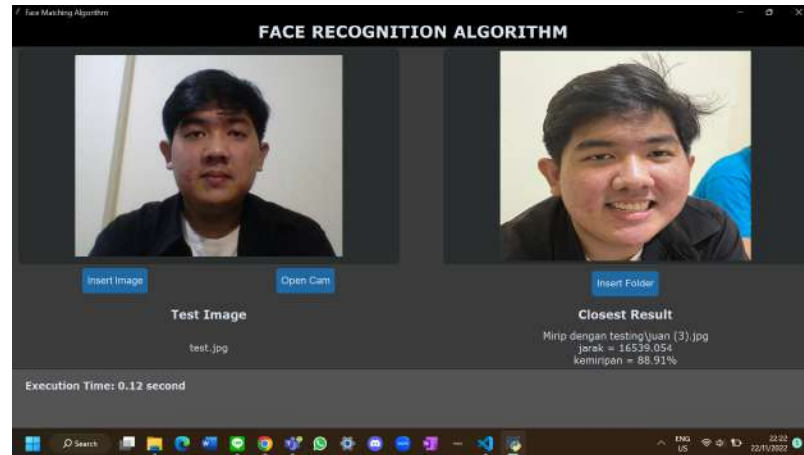 Face Matching Algorithm
FACE RECOGNITION ALGORITHM
Insert Image
Open Cam
Insert Folder
Test Image
Closest Result
test.jpg
Mirip dengan testing\juan (3).jpg
jarak = 16539.054
kemiripan = 88.91%
Execution Time: 0.12 second
Search
ENG
US
22:22
22/11/2022